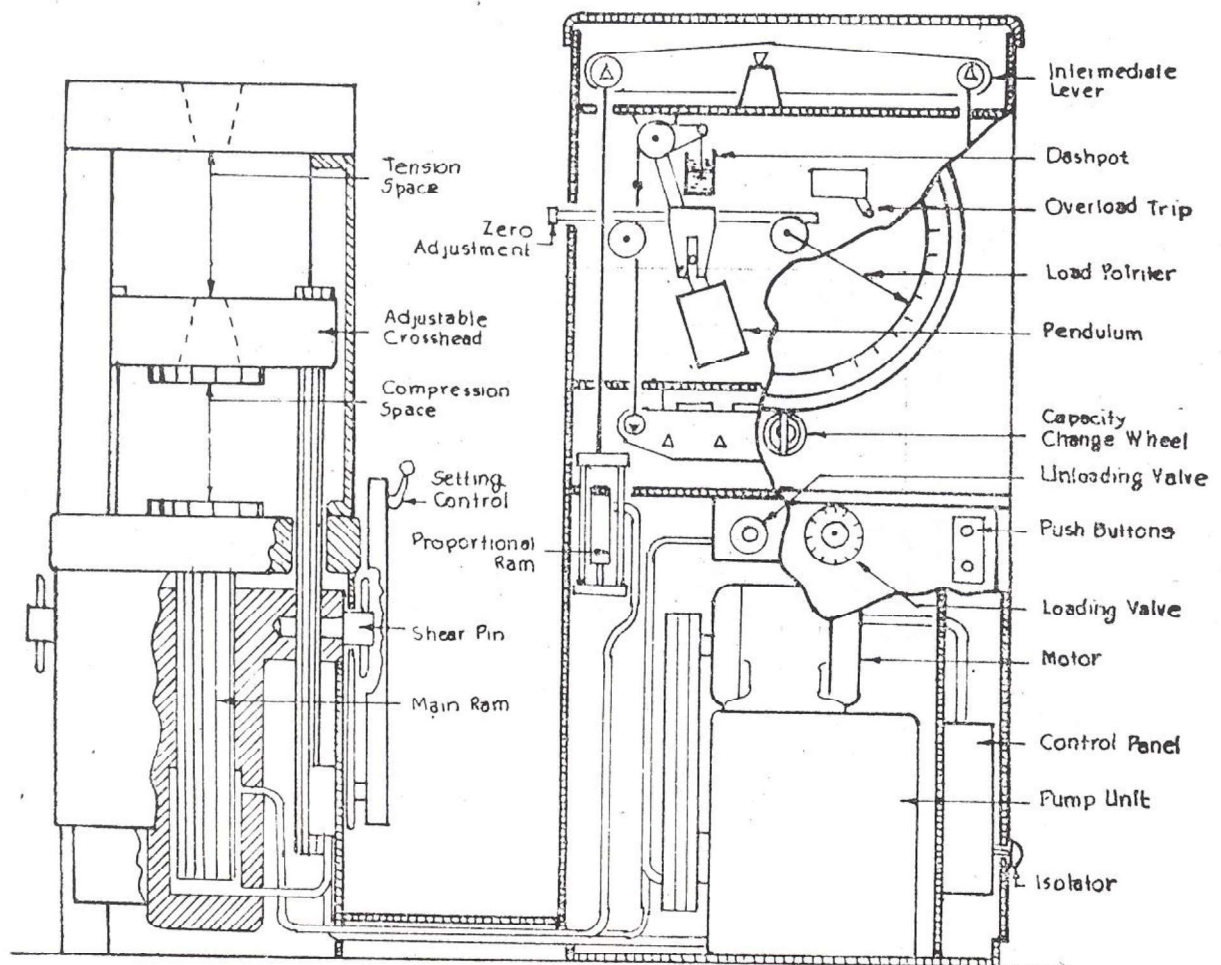 Tension
Space
Adjustable
Crosshead
Compression
Space
Setting
Control
Shear Pin
Main Ram
Zero
Adjustment
Proportional
Ram
Intermediate
Lever
Dashpot
Overload Trip
Load Pointer
Pendulum
Capacity
Change Wheel
Unloading Valve
Push Buttons
Loading Valve
Motor
Control Panel
Pump Unit
Isolator